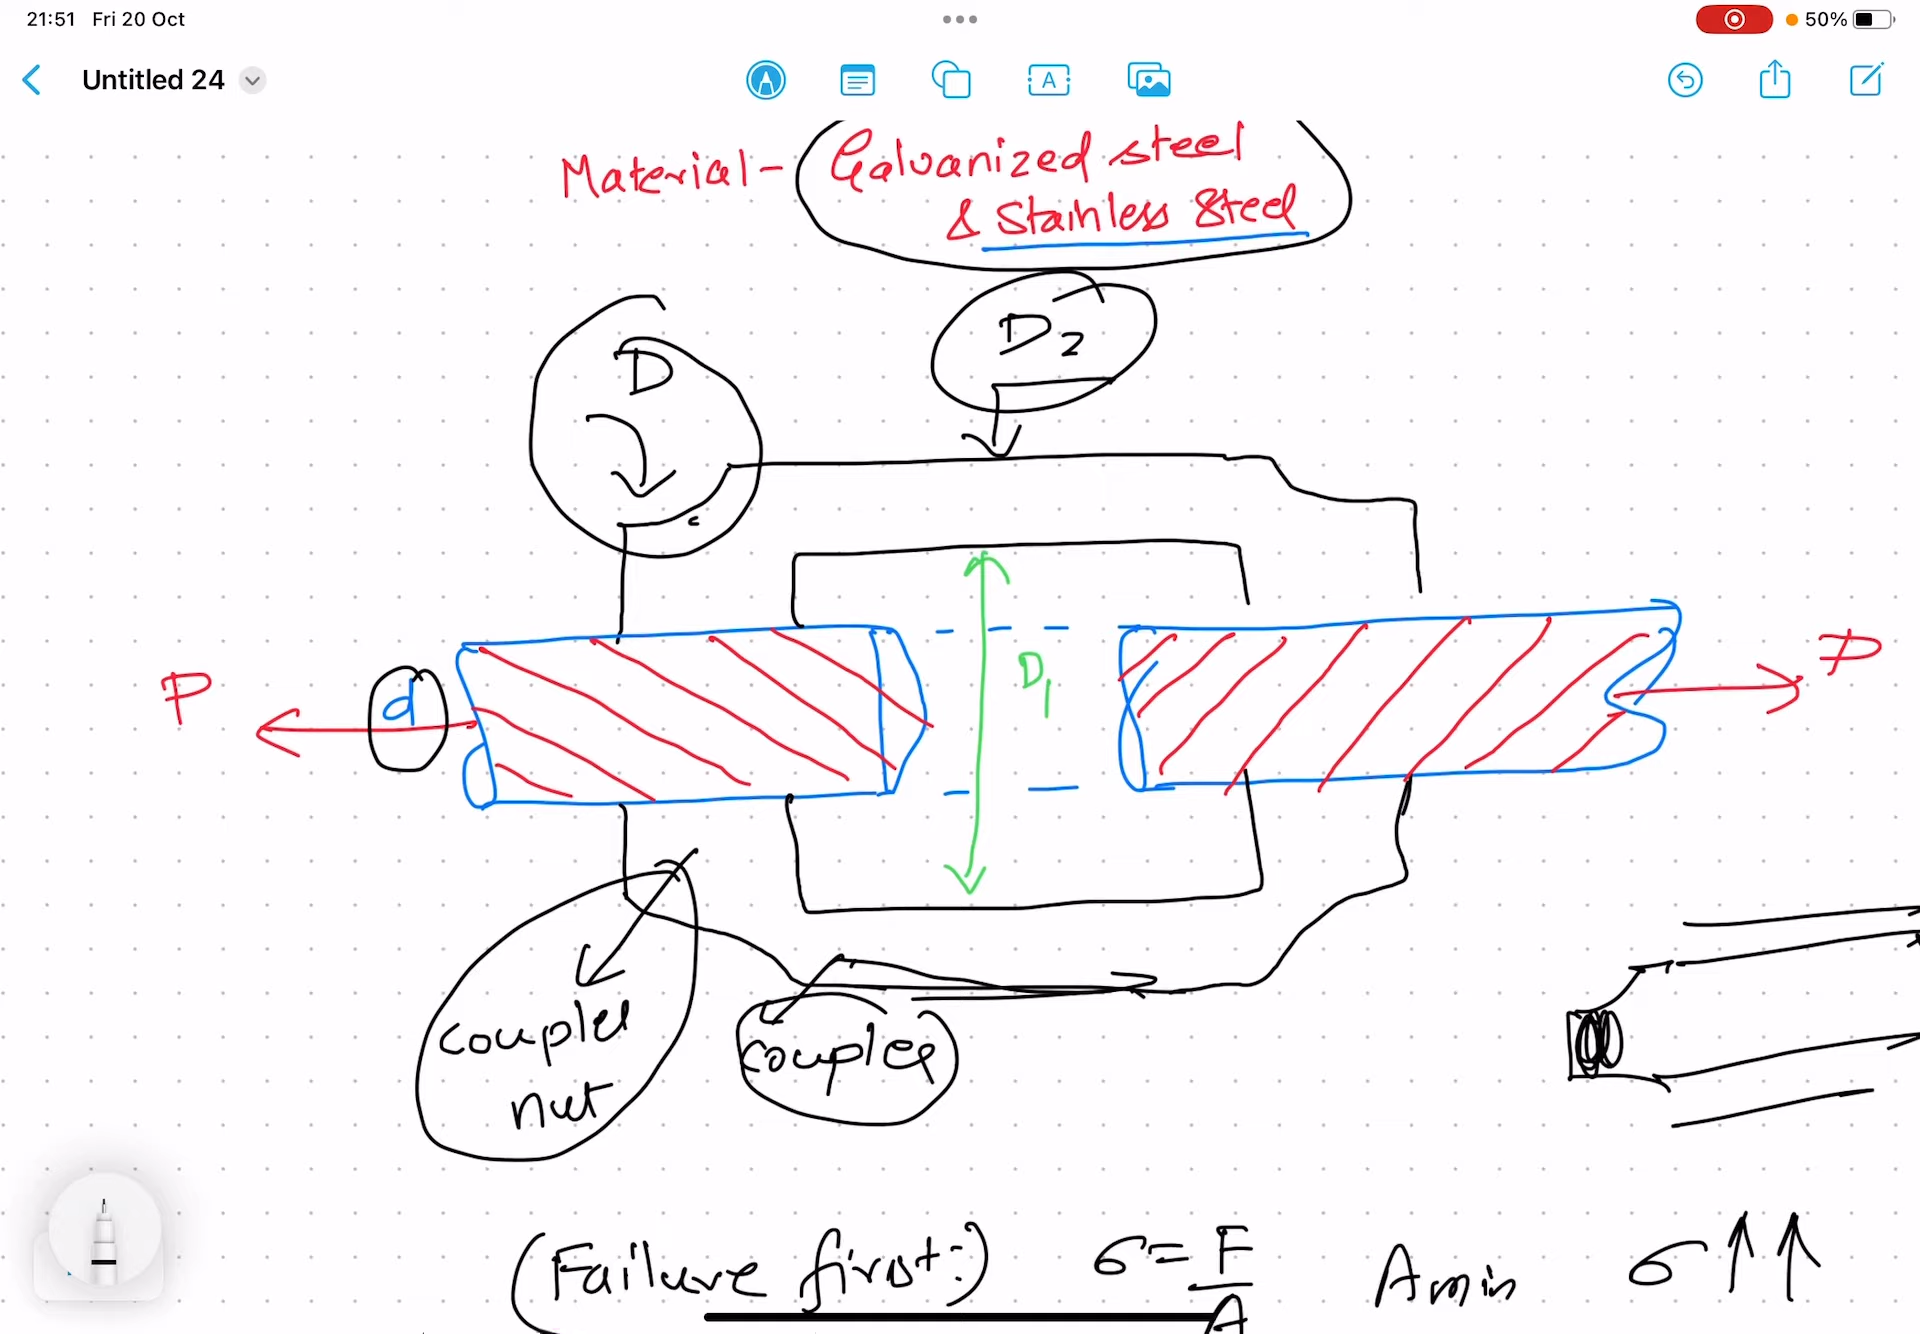 21:51 Fri 20 Oct
50%
Untitled 24
A
Material - Galvanized steel
& Stainless Steel
D
D2
P
d
D1
P
coupler
nut
coupler
(Failure first:)
σ = F
A
Amin
σ ↑↑